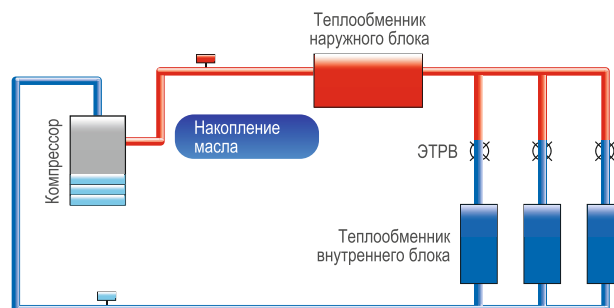 Теплообменник
наружного блока
Компрессор
Накопление
масла
ЭТРВ
Теплообменник
внутреннего блока